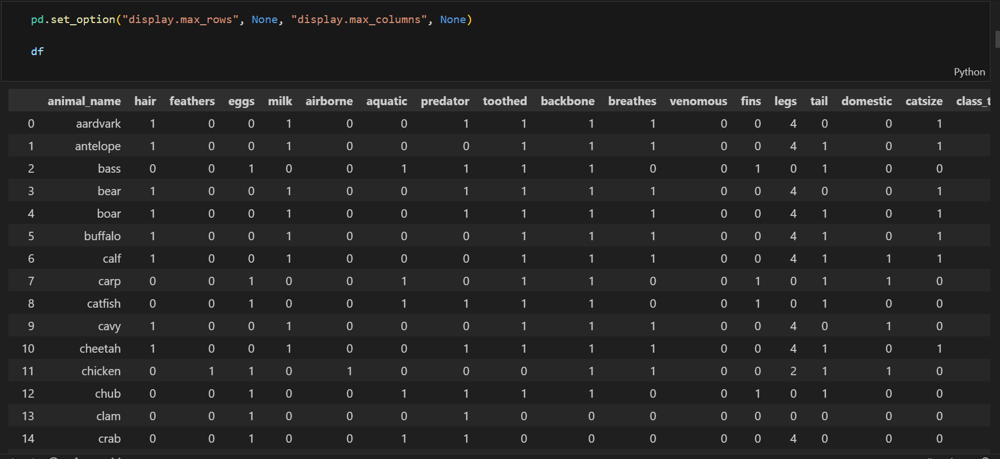 pd.set_option("display.max_rows", None, "display.max_columns", None)
df
Python
animal_name hair feathers eggs milk airborne aquatic predator toothed backbone breathes venomous fins legs tail domestic catsize class_t
0 aardvark 1 0 0 1 0 0 1 1 1 1 0 0 4 0 0 1
1 antelope 1 0 0 1 0 0 0 1 1 1 0 0 4 1 0 1
2 bass 0 0 1 0 0 1 1 1 1 0 0 1 0 1 0 0
3 bear 1 0 0 1 0 0 1 1 1 1 0 0 4 0 0 1
4 boar 1 0 0 1 0 0 1 1 1 1 0 0 4 1 0 1
5 buffalo 1 0 0 1 0 0 0 1 1 1 0 0 4 1 0 1
6 calf 1 0 0 1 0 0 0 1 1 1 0 0 4 1 1 1
7 carp 0 0 1 0 0 1 0 1 1 0 0 1 0 1 1 0
8 catfish 0 0 1 0 0 1 1 1 1 0 0 1 0 1 0 0
9 cavy 1 0 0 1 0 0 0 1 1 1 0 0 4 0 1 0
10 cheetah 1 0 0 1 0 0 1 1 1 1 0 0 4 1 0 1
11 chicken 0 1 1 0 1 0 0 0 1 1 0 0 2 1 1 0
12 chub 0 0 1 0 0 1 1 1 1 0 0 1 0 1 0 0
13 clam 0 0 1 0 0 0 1 0 0 0 0 0 0 0 0 0
14 crab 0 0 1 0 0 1 1 0 0 0 0 0 4 0 0 0